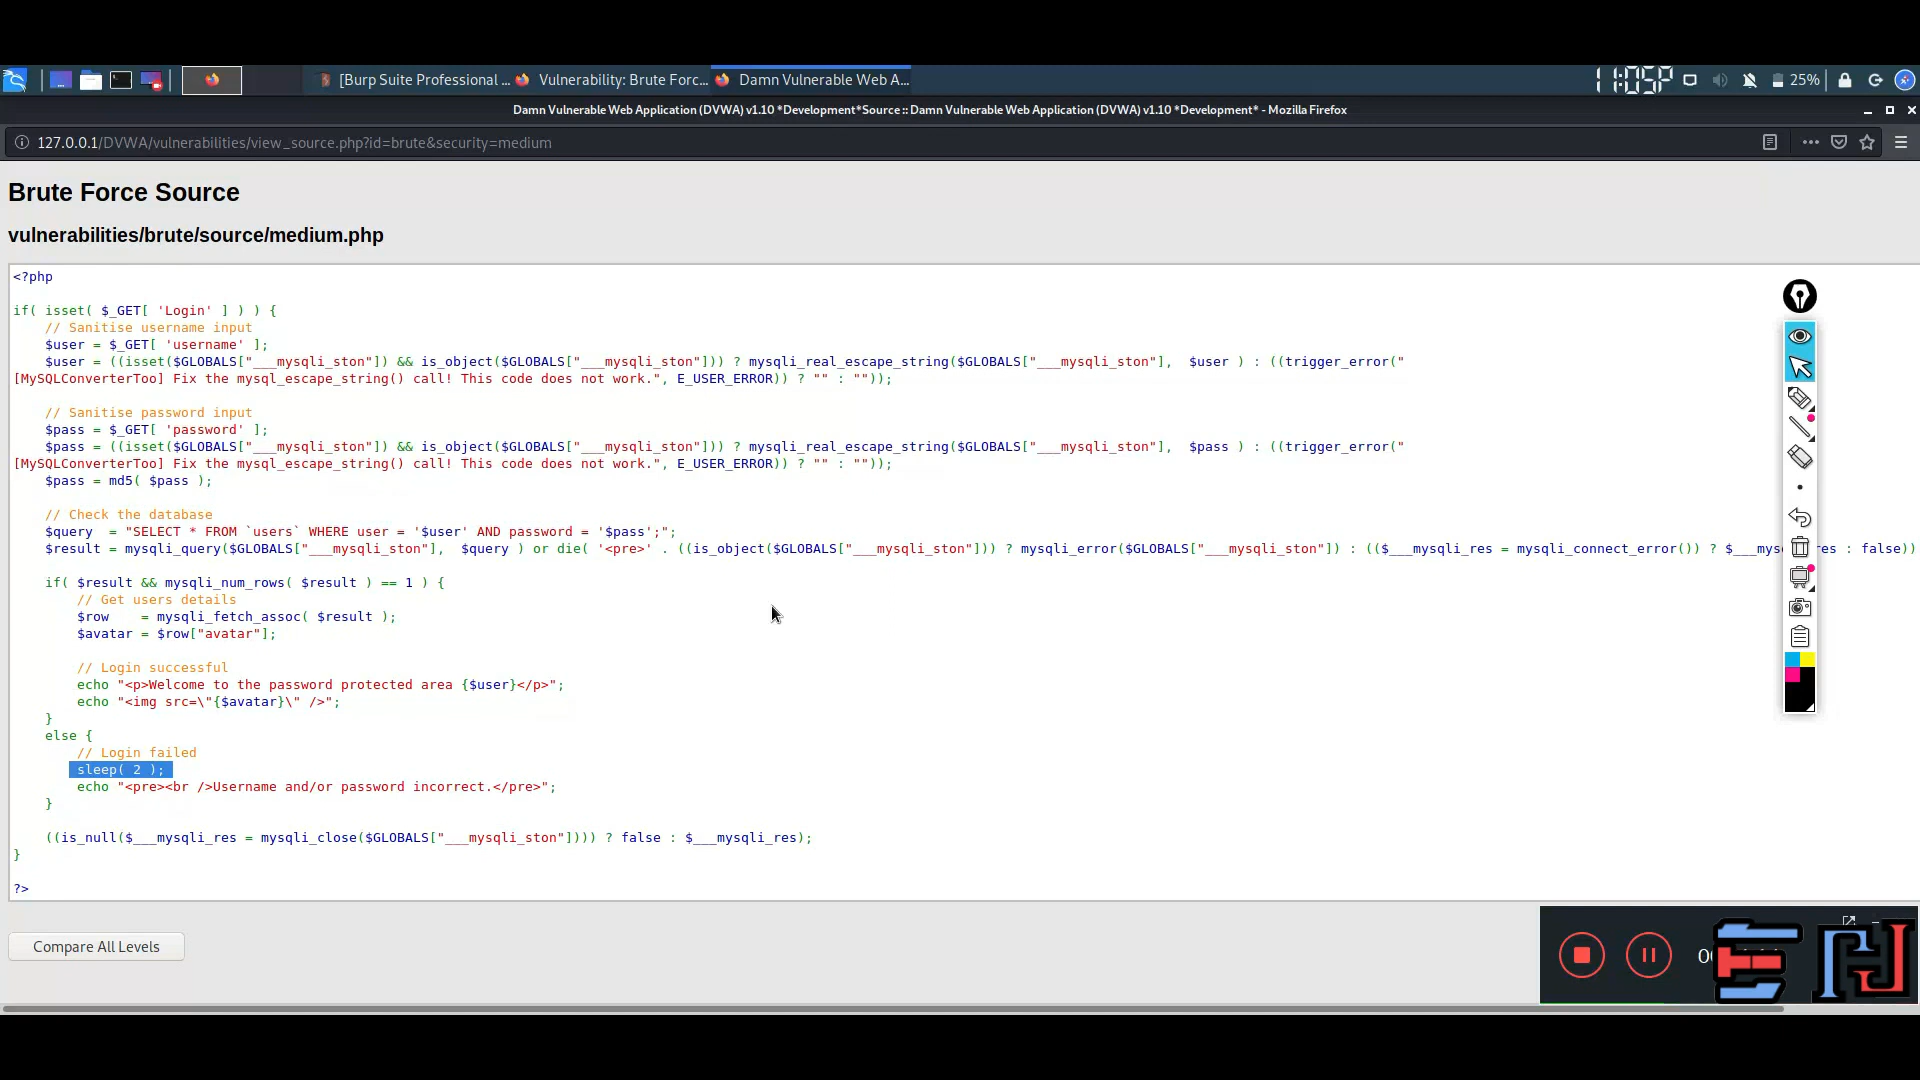 [Burp Suite Professional ... Vulnerability: Brute Forc... Damn Vulnerable Web A... 11:05P 25%
Damn Vulnerable Web Application (DVWA) v1.10 *Development*Source :: Damn Vulnerable Web Application (DVWA) v1.10 *Development* - Mozilla Firefox
127.0.0.1/DVWA/vulnerabilities/view_source.php?id=brute&security=medium
Brute Force Source
vulnerabilities/brute/source/medium.php
<?php
if( isset( $_GET[ 'Login' ] ) ) {
    // Sanitise username input
    $user = $_GET[ 'username' ];
    $user = ((isset($GLOBALS["___mysqli_ston"]) && is_object($GLOBALS["___mysqli_ston"])) ? mysqli_real_escape_string($GLOBALS["___mysqli_ston"],  $user ) : ((trigger_error("
[MySQLConverterToo] Fix the mysql_escape_string() call! This code does not work.", E_USER_ERROR)) ? "" : ""));
    // Sanitise password input
    $pass = $_GET[ 'password' ];
    $pass = ((isset($GLOBALS["___mysqli_ston"]) && is_object($GLOBALS["___mysqli_ston"])) ? mysqli_real_escape_string($GLOBALS["___mysqli_ston"],  $pass ) : ((trigger_error("
[MySQLConverterToo] Fix the mysql_escape_string() call! This code does not work.", E_USER_ERROR)) ? "" : ""));
    $pass = md5( $pass );
    // Check the database
    $query  = "SELECT * FROM `users` WHERE user = '$user' AND password = '$pass';";
    $result = mysqli_query($GLOBALS["___mysqli_ston"],  $query ) or die( '<pre>' . ((is_object($GLOBALS["___mysqli_ston"])) ? mysqli_error($GLOBALS["___mysqli_ston"]) : (($___mysqli_res = mysqli_connect_error()) ? $___mys res : false))
    if( $result && mysqli_num_rows( $result ) == 1 ) {
        // Get users details
        $row    = mysqli_fetch_assoc( $result );
        $avatar = $row["avatar"];
        // Login successful
        echo "<p>Welcome to the password protected area {$user}</p>";
        echo "<img src=\"{$avatar}\" />";
    }
    else {
        // Login failed
        sleep( 2 );
        echo "<pre><br />Username and/or password incorrect.</pre>";
    }
    ((is_null($___mysqli_res = mysqli_close($GLOBALS["___mysqli_ston"]))) ? false : $___mysqli_res);
}
?>
Compare All Levels